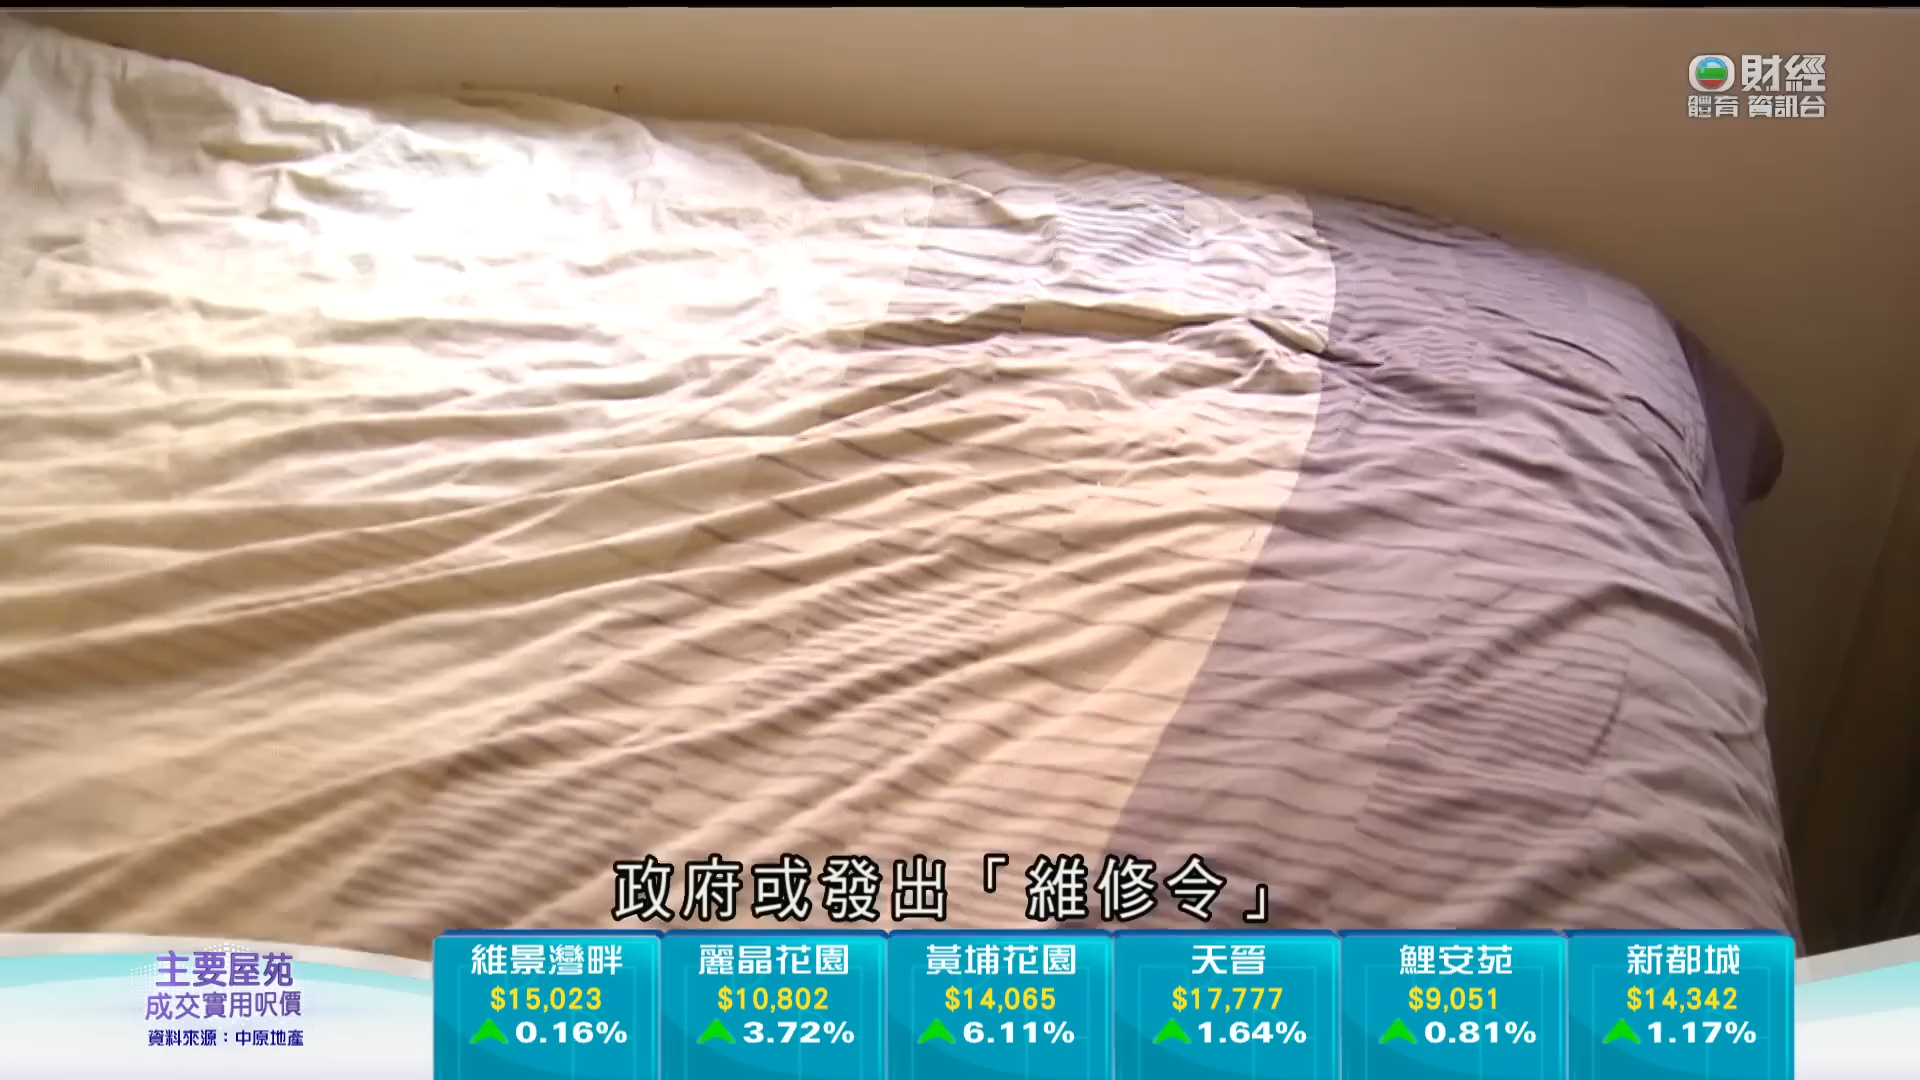 財經
體育 資訊台
政府或發出「維修令」
主要屋苑
成交實用呎價
資料來源：中原地產
維景灣畔
$15,023
0.16%
麗晶花園
$10,802
3.72%
黃埔花園
$14,065
6.11%
天晉
$17,777
1.64%
鯉安苑
$9,051
0.81%
新都城
$14,342
1.17%